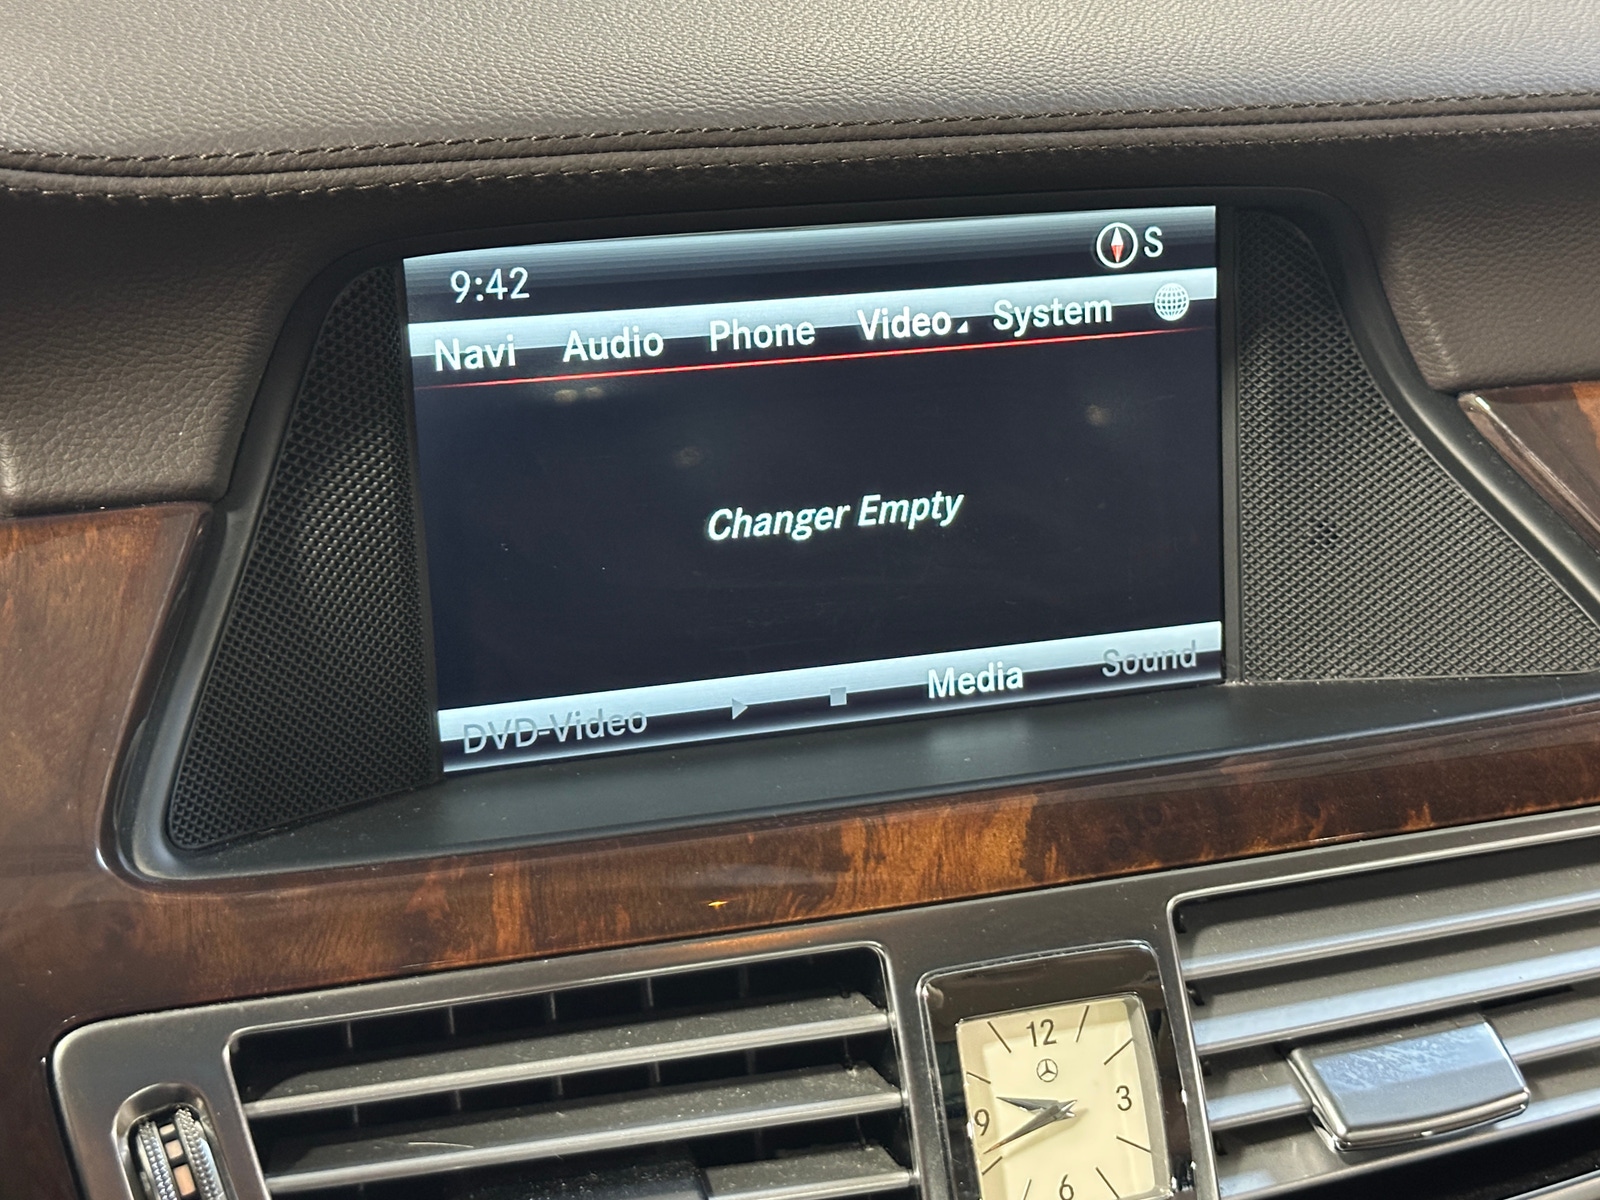 9:42 S
Navi Audio Phone Video System
Changer Empty
DVD-Video Media Sound
12
9 3
6